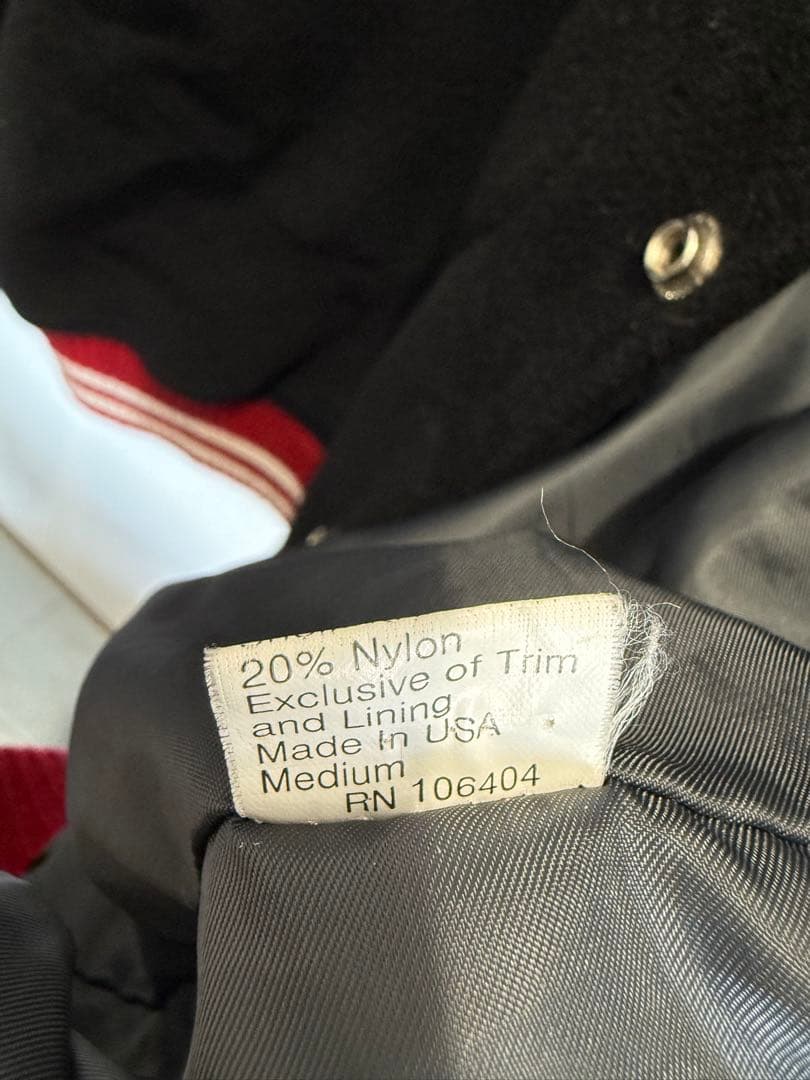 20% Nylon
Exclusive of Trim
and Lining
Made In USA
Medium
RN 106404